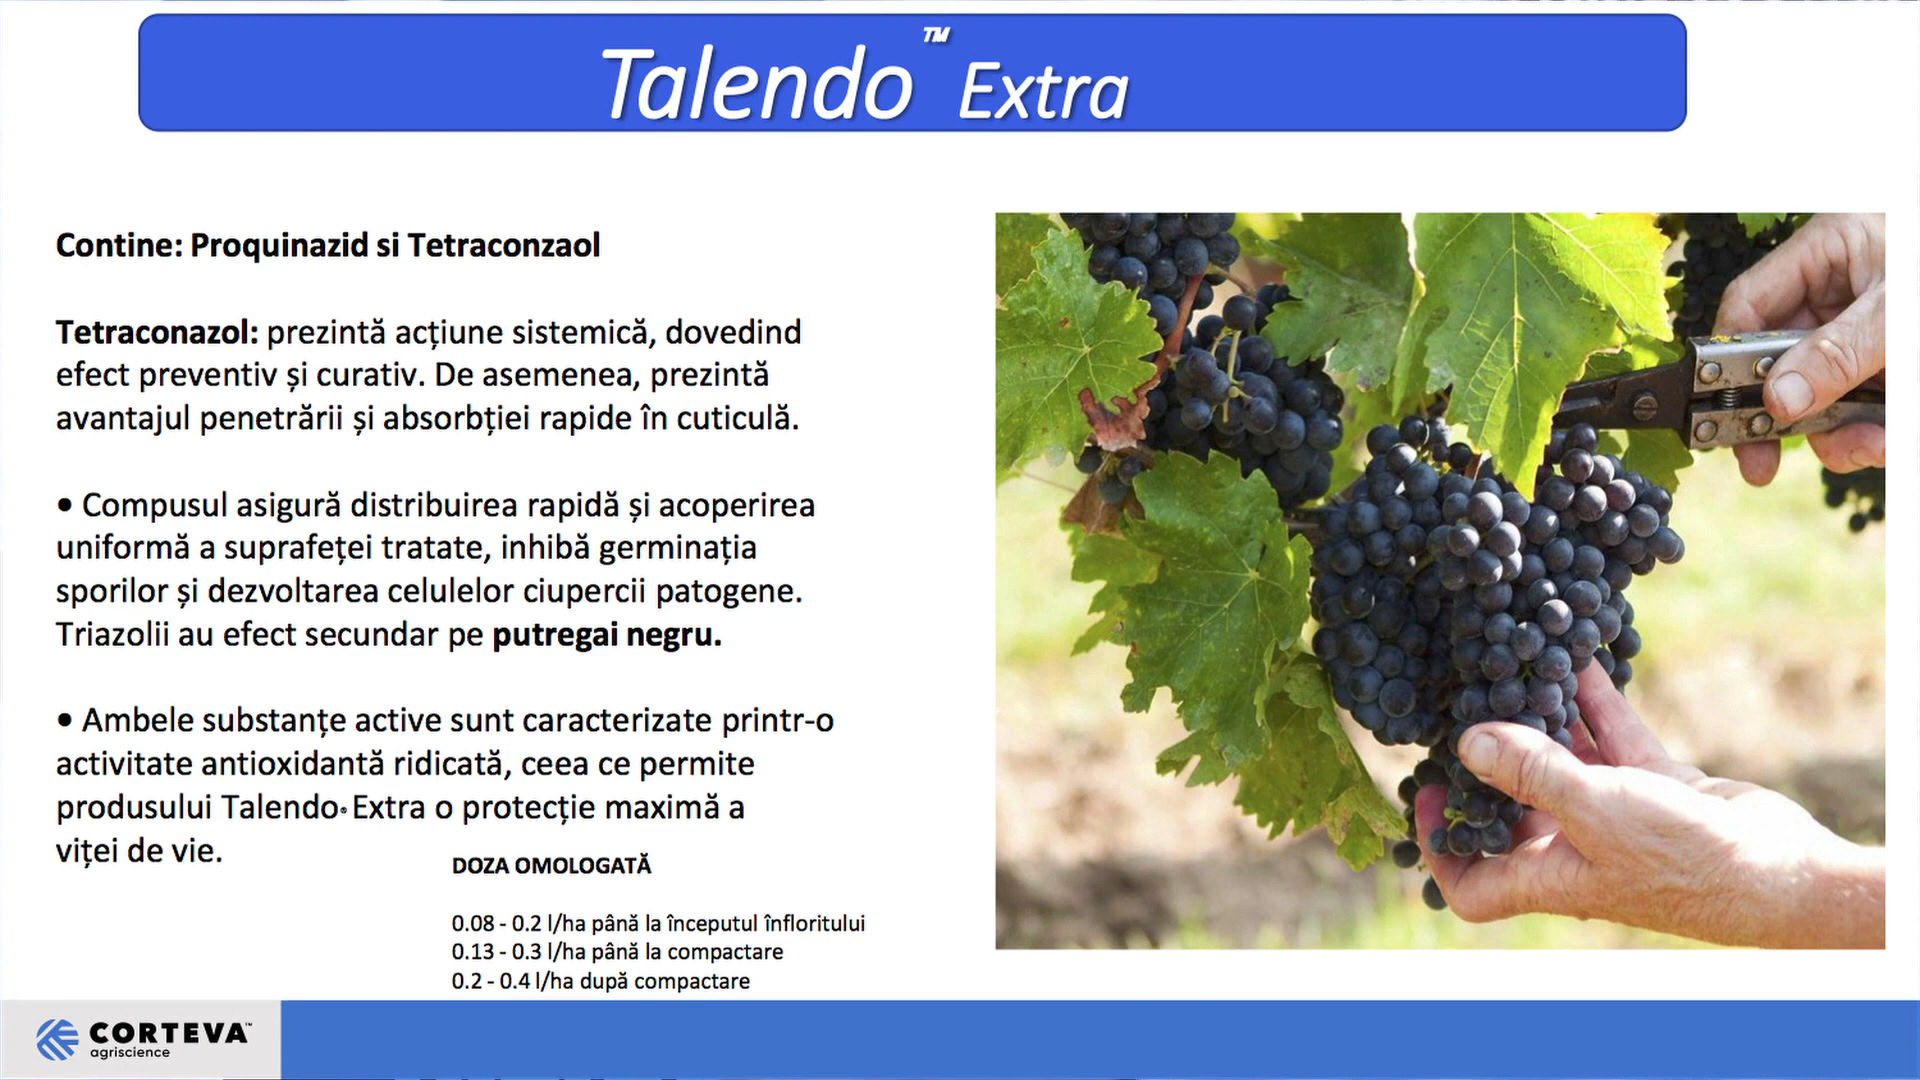 Talendo™ Extra
Contine: Proquinazid si Tetraconzaol
Tetraconazol: prezintă acțiune sistemică, dovedind
efect preventiv și curativ. De asemenea, prezintă
avantajul penetrării și absorbției rapide în cuticulă.
• Compusul asigură distribuirea rapidă și acoperirea
uniformă a suprafeței tratate, inhibă germinația
sporilor și dezvoltarea celulelor ciupercii patogene.
Triazolii au efect secundar pe putregai negru.
• Ambele substanțe active sunt caracterizate printr-o
activitate antioxidantă ridicată, ceea ce permite
produsului Talendo® Extra o protecție maximă a
viței de vie.
DOZA OMOLOGATĂ
0.08 - 0.2 l/ha până la începutul înfloritului
0.13 - 0.3 l/ha până la compactare
0.2 - 0.4 l/ha după compactare
CORTEVA™
agriscience